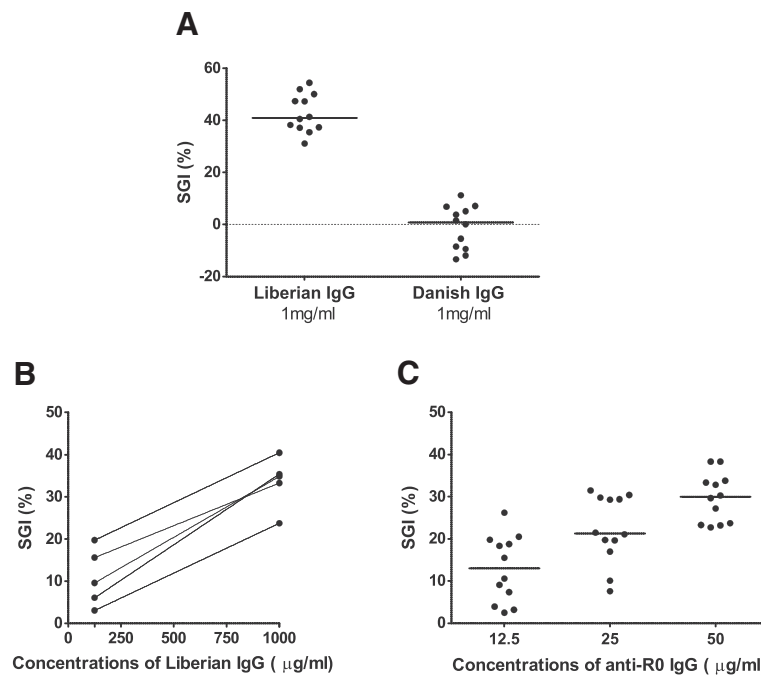 A
60
40
20
0
-20
SGI (%)
Liberian IgG
1mg/ml
Danish IgG
1mg/ml
B
50
40
30
20
10
0
SGI (%)
0 250 500 750 1000
Concentrations of Liberian IgG ( μg/ml)
C
50
40
30
20
10
0
SGI (%)
12.5 25 50
Concentrations of anti-R0 IgG ( μg/ml